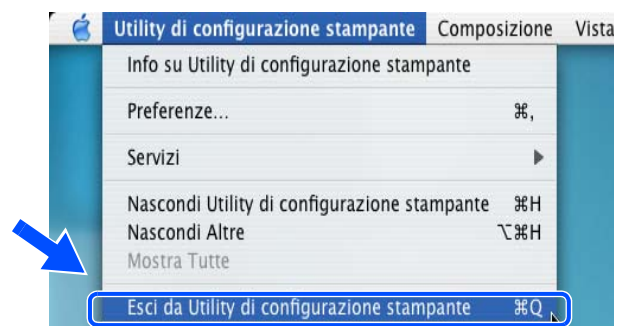 Utility di configurazione stampante Composizione Vista
Info su Utility di configurazione stampante
Preferenze... ⌘,
Servizi
Nascondi Utility di configurazione stampante ⌘H
Nascondi Altre ⌥⌘H
Mostra Tutte
Esci da Utility di configurazione stampante ⌘Q